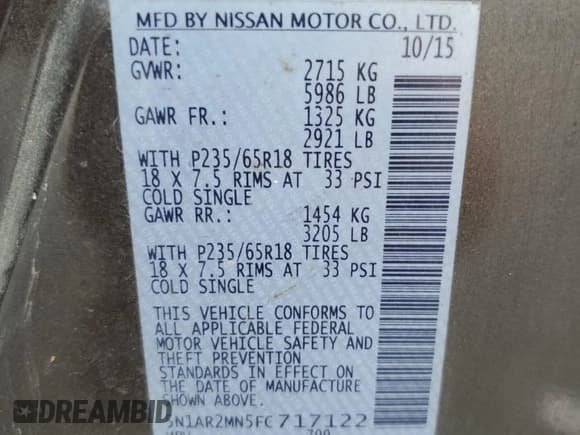 MFD BY NISSAN MOTOR CO., LTD.
DATE: 10/15
GVWR: 2715 KG
5986 LB
GAWR FR.: 1325 KG
2921 LB
WITH P235/65R18 TIRES
18 X 7.5 RIMS AT 33 PSI
COLD SINGLE
GAWR RR.: 1454 KG
3205 LB
WITH P235/65R18 TIRES
18 X 7.5 RIMS AT 33 PSI
COLD SINGLE
THIS VEHICLE CONFORMS TO
ALL APPLICABLE FEDERAL
MOTOR VEHICLE SAFETY AND
THEFT PREVENTION
STANDARDS IN EFFECT ON
THE DATE OF MANUFACTURE
SHOWN ABOVE.
5N1AR2MN5FC717122
DREAMBID